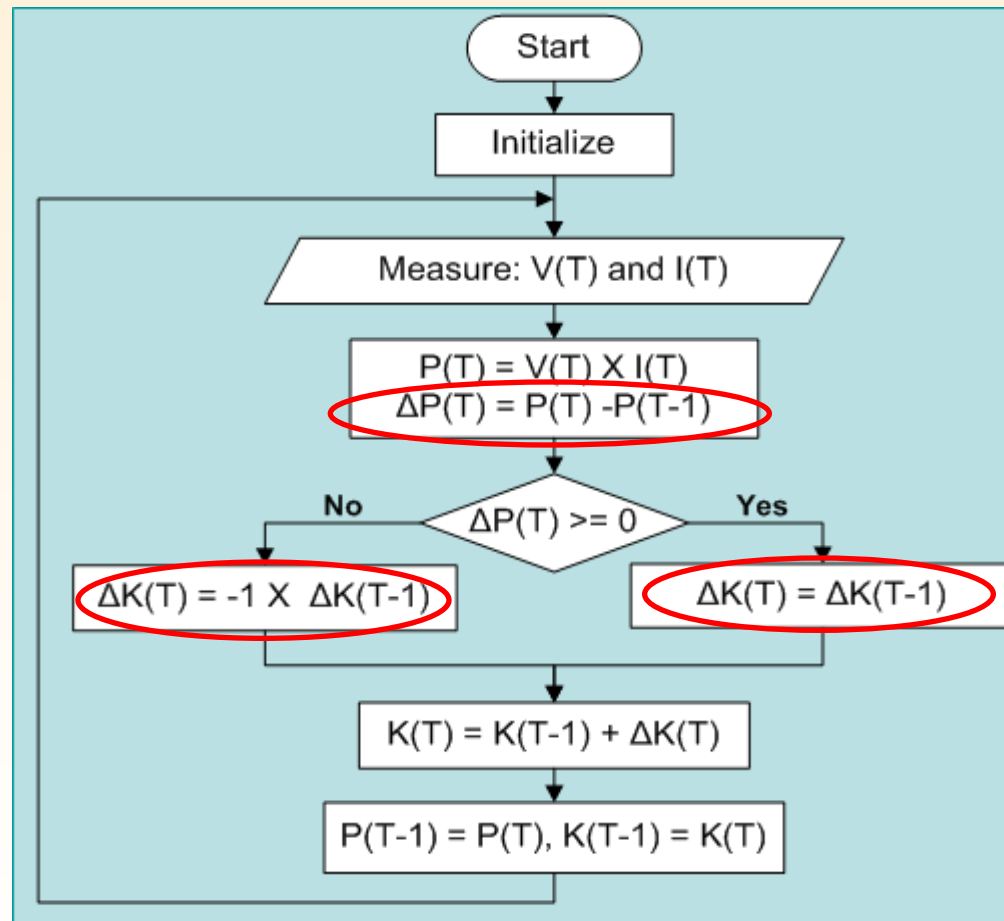 Start
Initialize
Measure: V(T) and I(T)
P(T) = V(T) X I(T)
ΔP(T) = P(T) -P(T-1)
No
ΔP(T) >= 0
Yes
ΔK(T) = -1 X ΔK(T-1)
ΔK(T) = ΔK(T-1)
K(T) = K(T-1) + ΔK(T)
P(T-1) = P(T), K(T-1) = K(T)